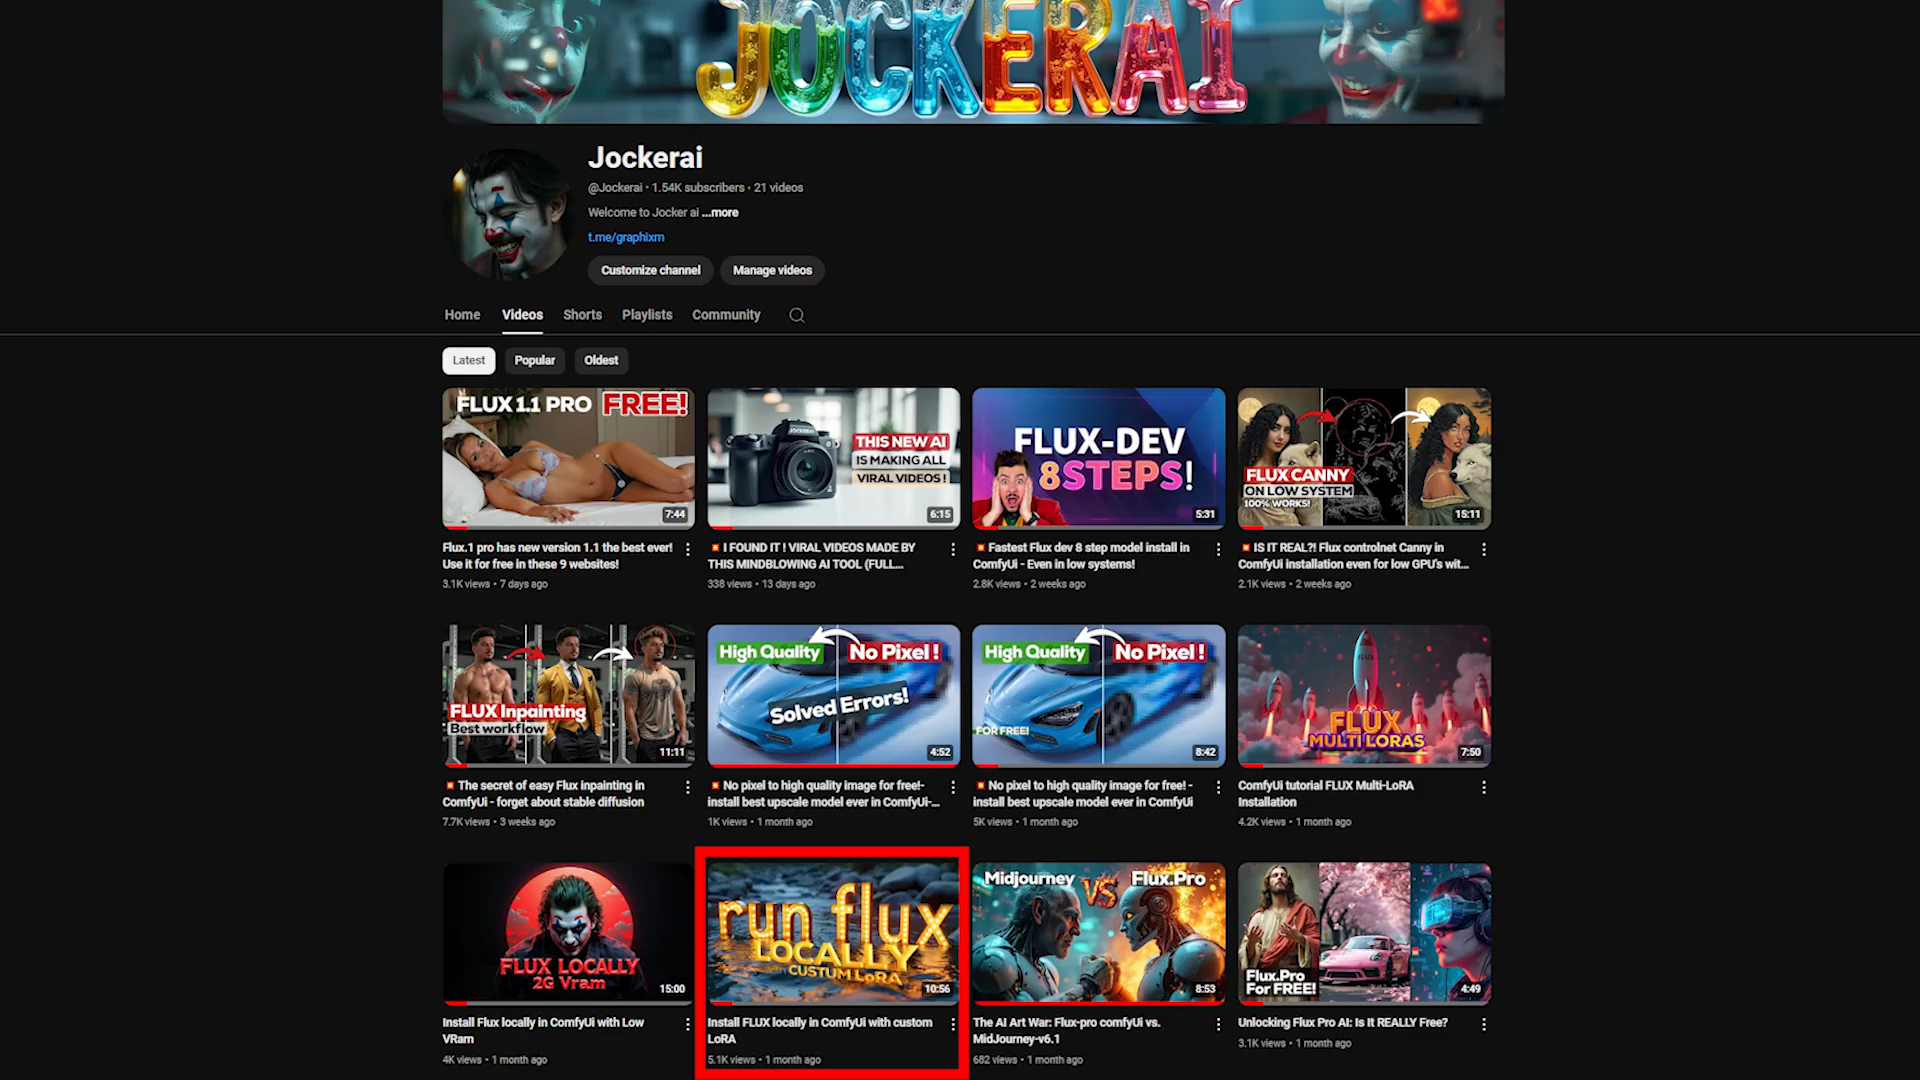 JOCKERAI
Jockerai
@Jockerai • 1.54K subscribers • 21 videos
Welcome to Jocker ai ...more
t.me/graphixm
Customize channel Manage videos
Home Videos Shorts Playlists Community
Latest Popular Oldest
FLUX 1.1 PRO FREE!
7:44
Flux.1 pro has new version 1.1 the best ever!
Use it for free in these 9 websites!
3.1K views • 7 days ago
JOCKERAI
THIS NEW AI
IS MAKING ALL
VIRAL VIDEOS !
6:15
I FOUND IT ! VIRAL VIDEOS MADE BY
THIS MINDBLOWING AI TOOL (FULL...
338 views • 13 days ago
FLUX-DEV
8STEPS!
5:31
Fastest Flux dev 8 step model install in
ComfyUi - Even in low systems!
2.8K views • 2 weeks ago
FLUX CANNY
ON LOW SYSTEM
100% WORKS!
15:11
IS IT REAL?! Flux controlnet Canny in
ComfyUi installation even for low GPU's wit...
2.1K views • 2 weeks ago
FLUX Inpainting
Best workflow
11:11
The secret of easy Flux inpainting in
ComfyUi - forget about stable diffusion
7.7K views • 3 weeks ago
High Quality No Pixel !
Solved Errors!
4:52
No pixel to high quality image for free!-
install best upscale model ever in ComfyUi-...
1K views • 1 month ago
High Quality No Pixel !
FOR FREE!
8:42
No pixel to high quality image for free! -
install best upscale model ever in ComfyUi
5K views • 1 month ago
FLUX
FLUX
MULTI LORAS
7:50
ComfyUi tutorial FLUX Multi-LoRA
Installation
4.2K views • 1 month ago
FLUX LOCALLY
2G Vram
15:00
Install Flux locally in ComfyUi with Low
VRam
4K views • 1 month ago
run flux
LOCALLY
with CUSTUM LoRA
10:56
Install FLUX locally in ComfyUi with custom
LoRA
5.1K views • 1 month ago
Midjourney VS Flux.Pro
8:53
The AI Art War: Flux-pro comfyUi vs.
MidJourney-v6.1
682 views • 1 month ago
Flux.Pro
For FREE!
4:49
Unlocking Flux Pro AI: Is It REALLY Free?
3.1K views • 1 month ago